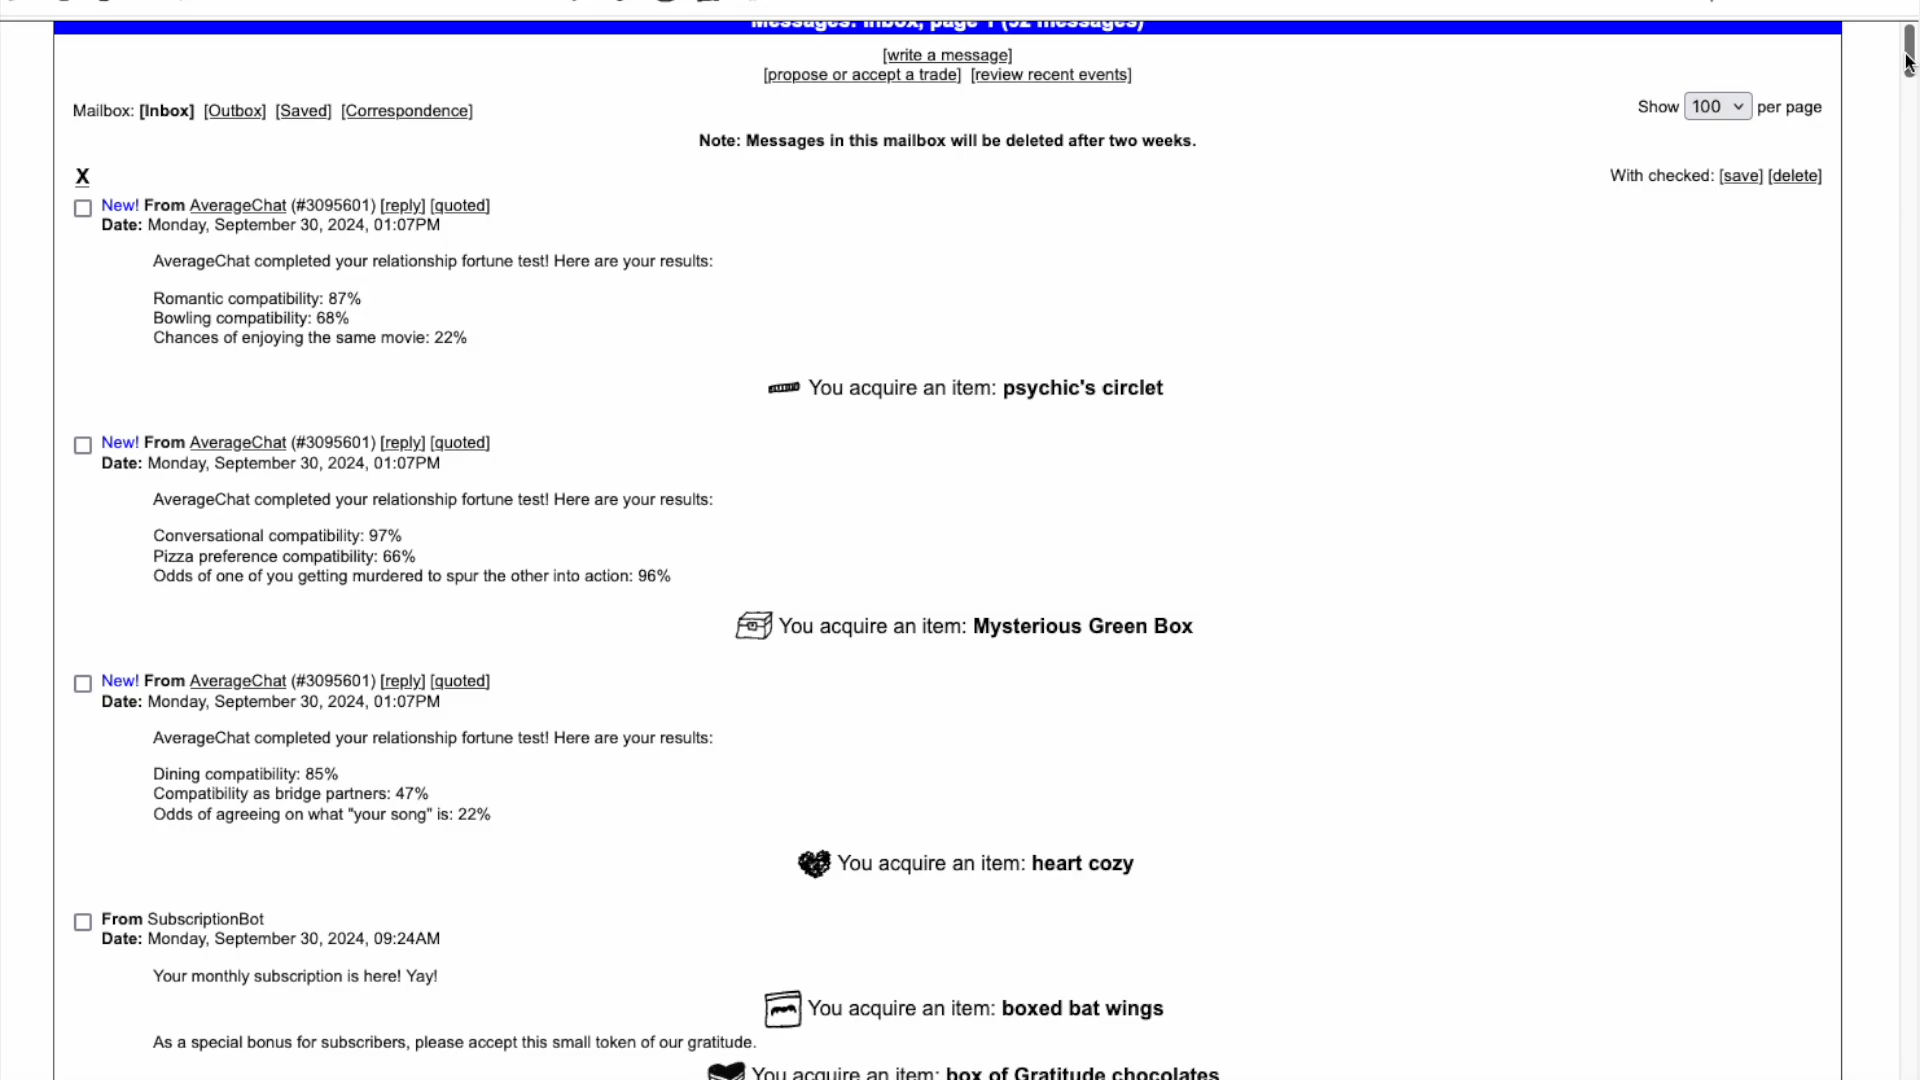 Messages: Inbox, page 1 (52 messages)
[write a message]
[propose or accept a trade] [review recent events]
Mailbox: [Inbox] [Outbox] [Saved] [Correspondence]
Show 100 per page
Note: Messages in this mailbox will be deleted after two weeks.
X
With checked: [save] [delete]
New! From AverageChat (#3095601) [reply] [quoted]
Date: Monday, September 30, 2024, 01:07PM
AverageChat completed your relationship fortune test! Here are your results:
Romantic compatibility: 87%
Bowling compatibility: 68%
Chances of enjoying the same movie: 22%
You acquire an item: psychic's circlet
New! From AverageChat (#3095601) [reply] [quoted]
Date: Monday, September 30, 2024, 01:07PM
AverageChat completed your relationship fortune test! Here are your results:
Conversational compatibility: 97%
Pizza preference compatibility: 66%
Odds of one of you getting murdered to spur the other into action: 96%
You acquire an item: Mysterious Green Box
New! From AverageChat (#3095601) [reply] [quoted]
Date: Monday, September 30, 2024, 01:07PM
AverageChat completed your relationship fortune test! Here are your results:
Dining compatibility: 85%
Compatibility as bridge partners: 47%
Odds of agreeing on what "your song" is: 22%
You acquire an item: heart cozy
From SubscriptionBot
Date: Monday, September 30, 2024, 09:24AM
Your monthly subscription is here! Yay!
You acquire an item: boxed bat wings
As a special bonus for subscribers, please accept this small token of our gratitude.
You acquire an item: box of Gratitude chocolates